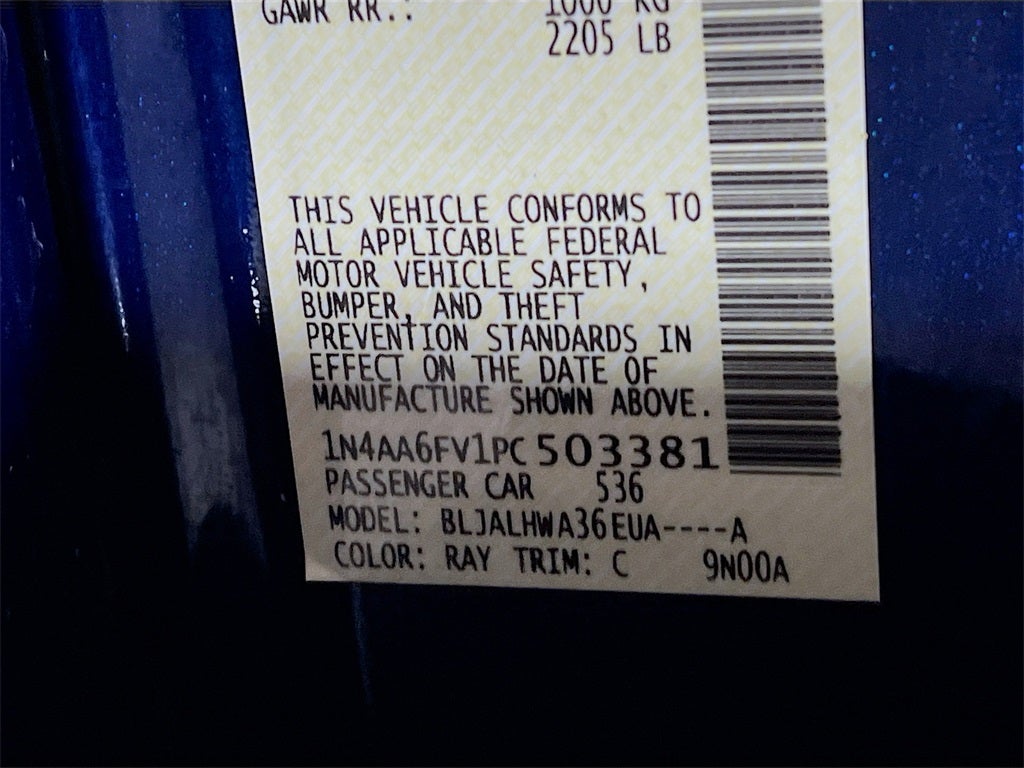 GAWR RR.: 1000 KG
2205 LB
THIS VEHICLE CONFORMS TO
ALL APPLICABLE FEDERAL
MOTOR VEHICLE SAFETY,
BUMPER, AND THEFT
PREVENTION STANDARDS IN
EFFECT ON THE DATE OF
MANUFACTURE SHOWN ABOVE.
1N4AA6FV1PC503381
PASSENGER CAR 536
MODEL: BLJALHWA36EUA----A
COLOR: RAY TRIM: C 9N00A